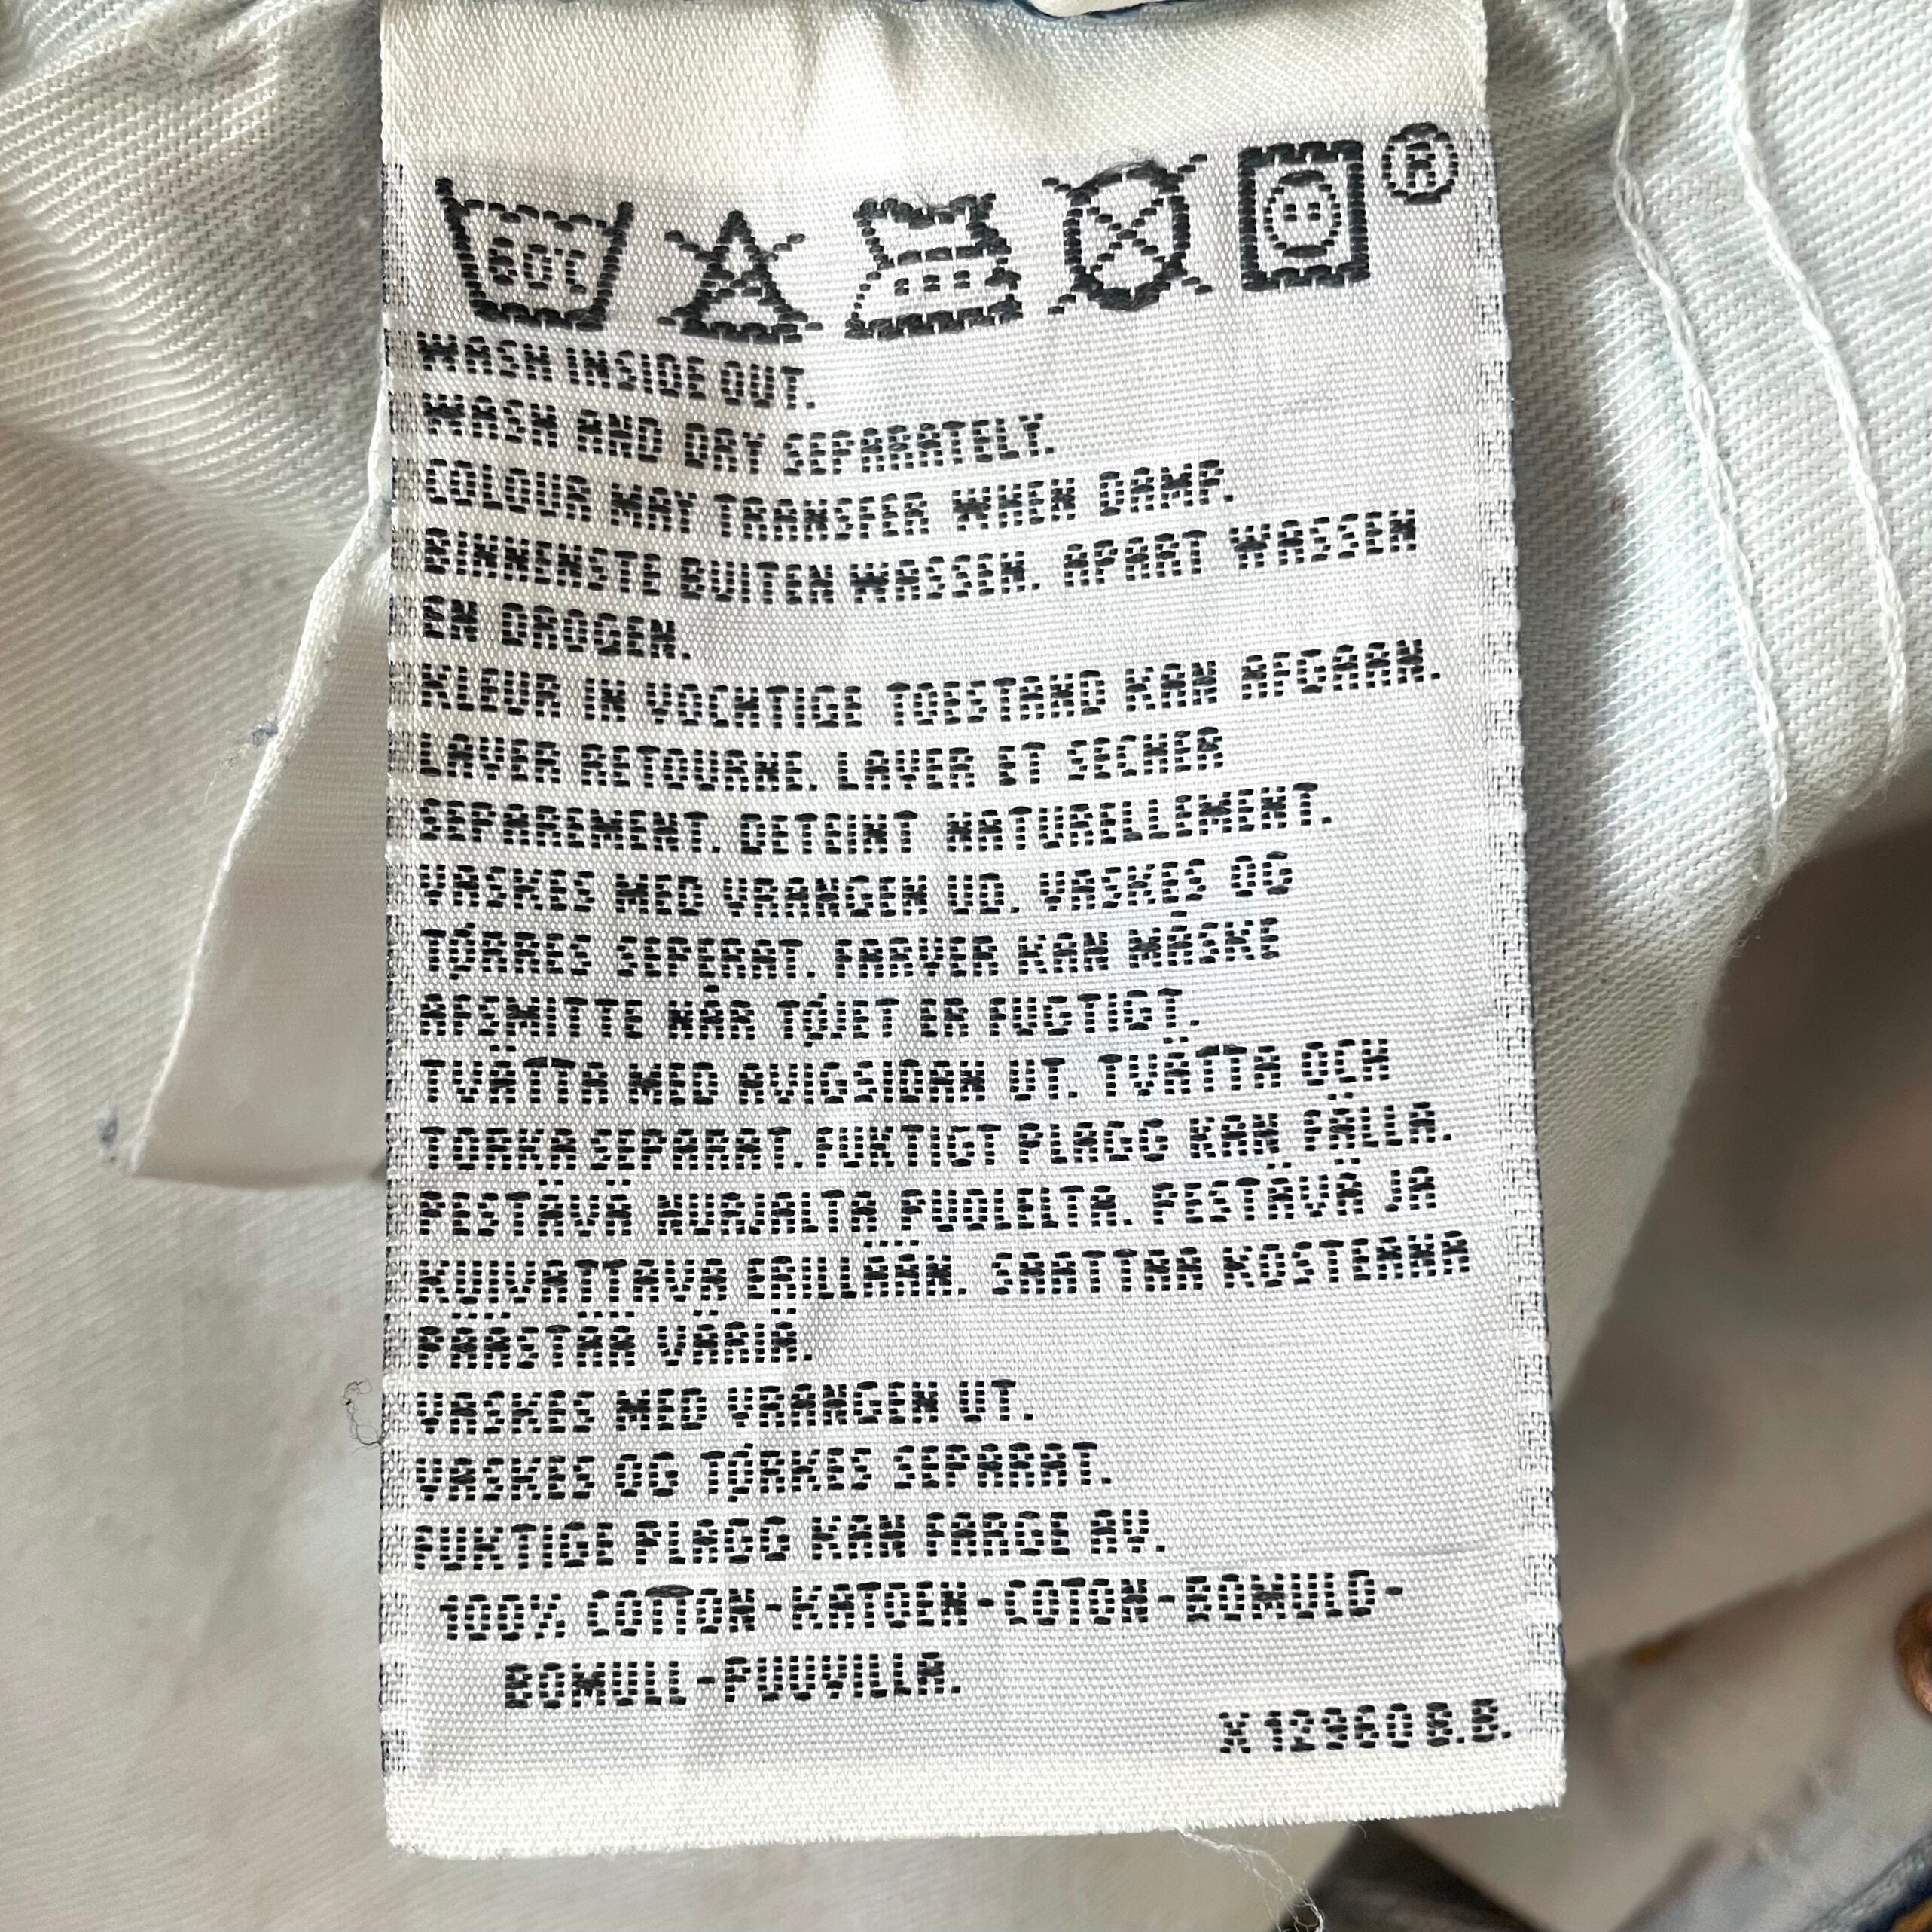 60°C
®
WASH INSIDE OUT.
WASH AND DRY SEPARATELY.
COLOUR MAY TRANSFER WHEN DAMP.
BINNENSTE BUITEN WASSEN. APART WASSEN
EN DROGEN.
KLEUR IN VOCHTIGE TOESTAND KAN AFGAAN.
LAVER RETOURNE. LAVER ET SECHER
SEPAREMENT. DETEINT NATURELLEMENT.
VASKES MED VRANGEN UD. VASKES OG
TØRRES SEPERAT. FARVER KAN MÅSKE
AFSMITTE NÅR TØJET ER FUGTIGT.
TVÄTTA MED AVIGSIDAN UT. TVÄTTA OCH
TORKA SEPARAT. FUKTIGT PLAGG KAN FÄLLA.
PESTÄVÄ NURJALTA PUOLELTA. PESTÄVÄ JA
KUIVATTAVA ERILLÄÄN. SAATTAA KOSTEANA
PÄÄSTÄÄ VÄRIÄ.
VASKES MED VRANGEN UT.
VASKES OG TØRKES SEPARAT.
FUKTIGE PLAGG KAN FARGE AV.
100% COTTON-KATOEN-COTON-BOMULD-
BOMULL-PUUVILLA.
X 12960 B.B.